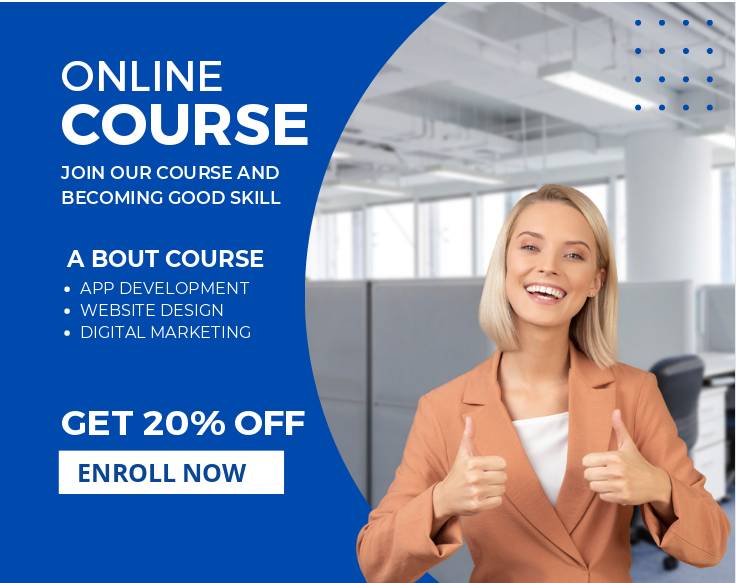 ONLINE
COURSE
JOIN OUR COURSE AND
BECOMING GOOD SKILL
A BOUT COURSE
• APP DEVELOPMENT
• WEBSITE DESIGN
• DIGITAL MARKETING
GET 20% OFF
ENROLL NOW